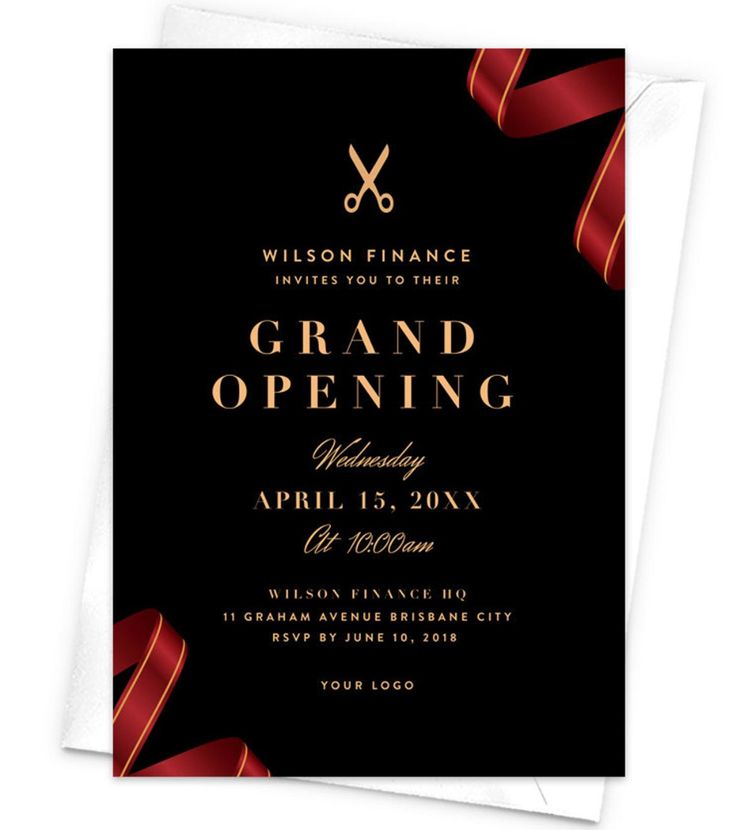 WILSON FINANCE
INVITES YOU TO THEIR
GRAND
OPENING
Wednesday
APRIL 15, 20XX
At 10:00am
WILSON FINANCE HQ
11 GRAHAM AVENUE BRISBANE CITY
RSVP BY JUNE 10, 2018
YOUR LOGO